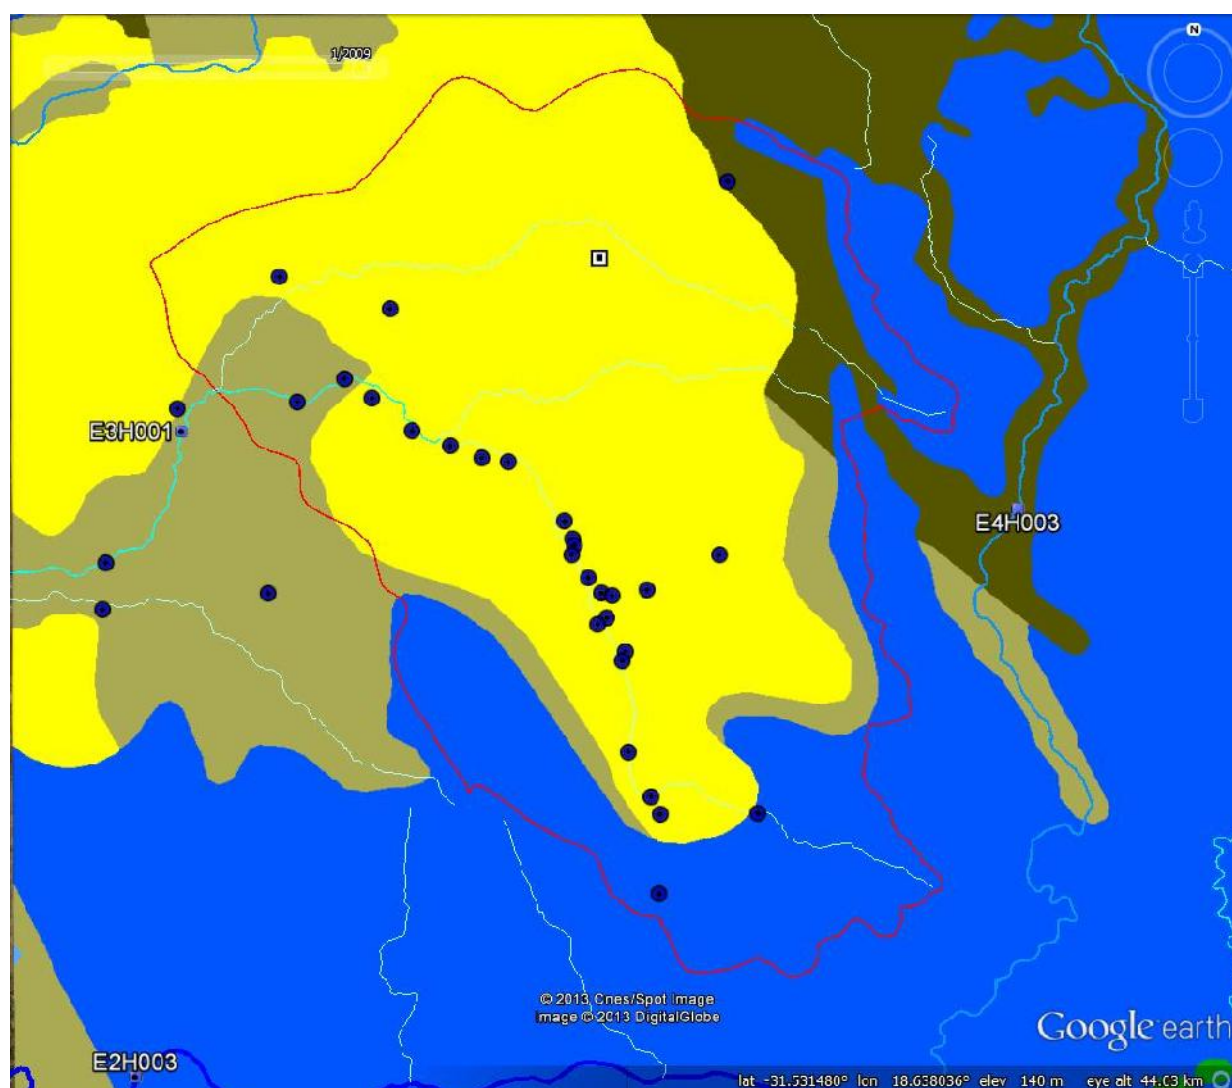 N
1/2009
E3H001
E4H003
© 2013 Cnes/Spot Image
Image © 2013 DigitalGlobe
Google earth
E2H003
lat -31.531480° lon 18.638036° elev 140 m eye alt 44.03 km